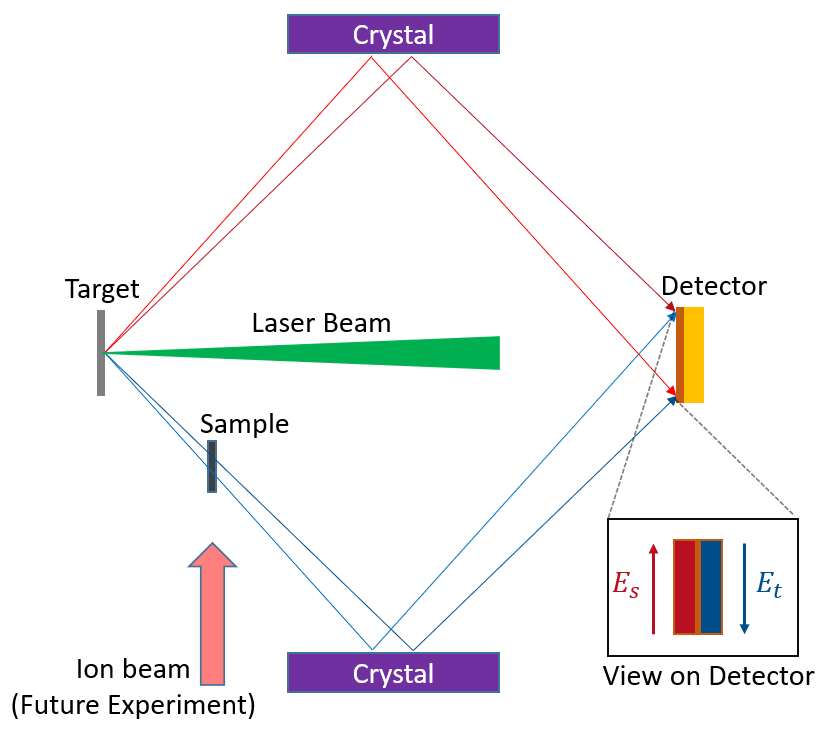 Crystal
Target
Detector
Laser Beam
Sample
E_s
E_t
Ion beam
(Future Experiment)
Crystal
View on Detector